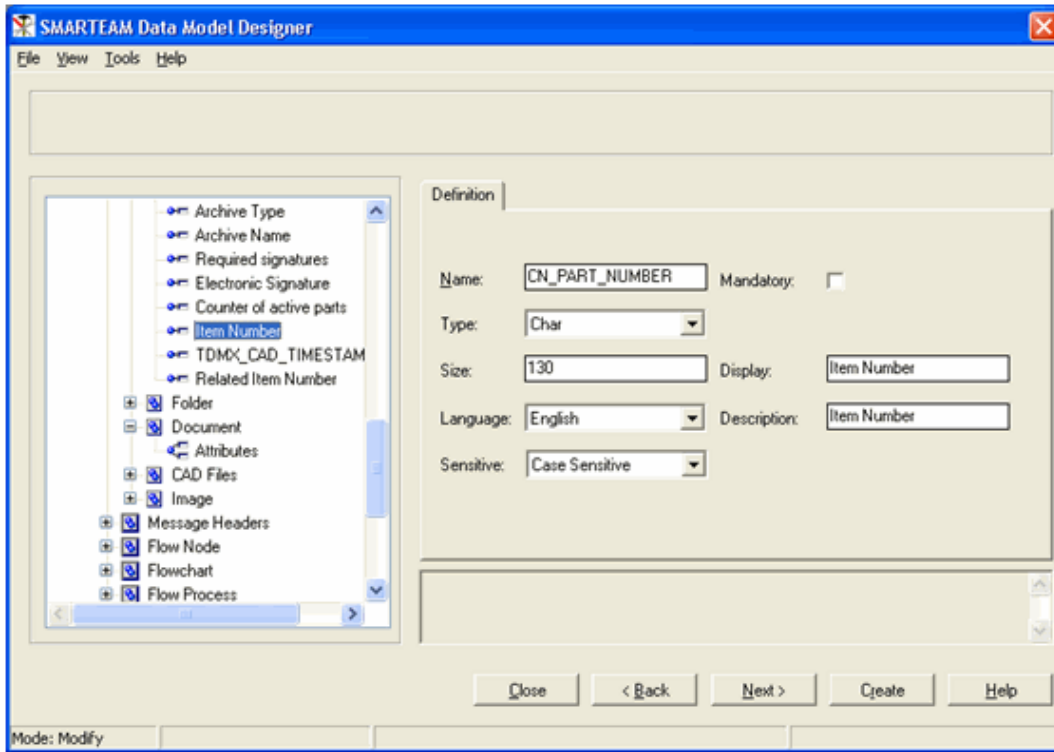 SMARTEAM Data Model Designer
File View Tools Help
Archive Type
Archive Name
Required signatures
Electronic Signature
Counter of active parts
Item Number
TDMX_CAD_TIMESTAM
Related Item Number
Folder
Document
Attributes
CAD Files
Image
Message Headers
Flow Node
Flowchart
Flow Process
Definition
Name: CN_PART_NUMBER Mandatory:
Type: Char
Size: 130 Display: Item Number
Language: English Description: Item Number
Sensitive: Case Sensitive
Close < Back Next > Create Help
Mode: Modify